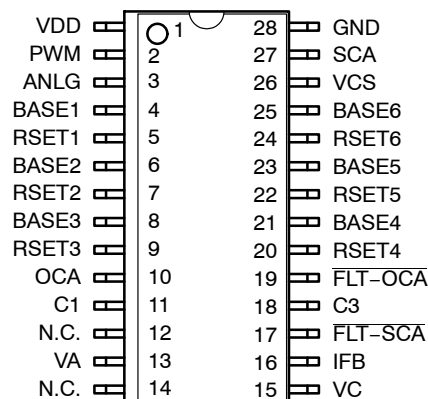 VDD 1 28 GND
PWM 2 27 SCA
ANLG 3 26 VCS
BASE1 4 25 BASE6
RSET1 5 24 RSET6
BASE2 6 23 BASE5
RSET2 7 22 RSET5
BASE3 8 21 BASE4
RSET3 9 20 RSET4
OCA 10 19 FLT–OCA
C1 11 18 C3
N.C. 12 17 FLT–SCA
VA 13 16 IFB
N.C. 14 15 VC